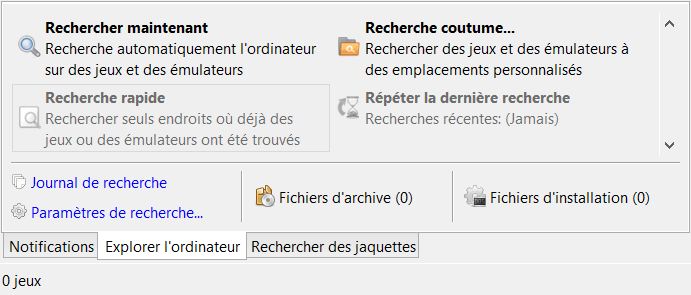 Rechercher maintenant
Recherche automatiquement l'ordinateur
sur des jeux et des émulateurs
Recherche coutume...
Rechercher des jeux et des émulateurs à
des emplacements personnalisés
Recherche rapide
Rechercher seuls endroits où déjà des
jeux ou des émulateurs ont été trouvés
Répéter la dernière recherche
Recherches récentes: (Jamais)
Journal de recherche
Paramètres de recherche...
Fichiers d'archive (0)
Fichiers d'installation (0)
Notifications
Explorer l'ordinateur
Rechercher des jaquettes
0 jeux